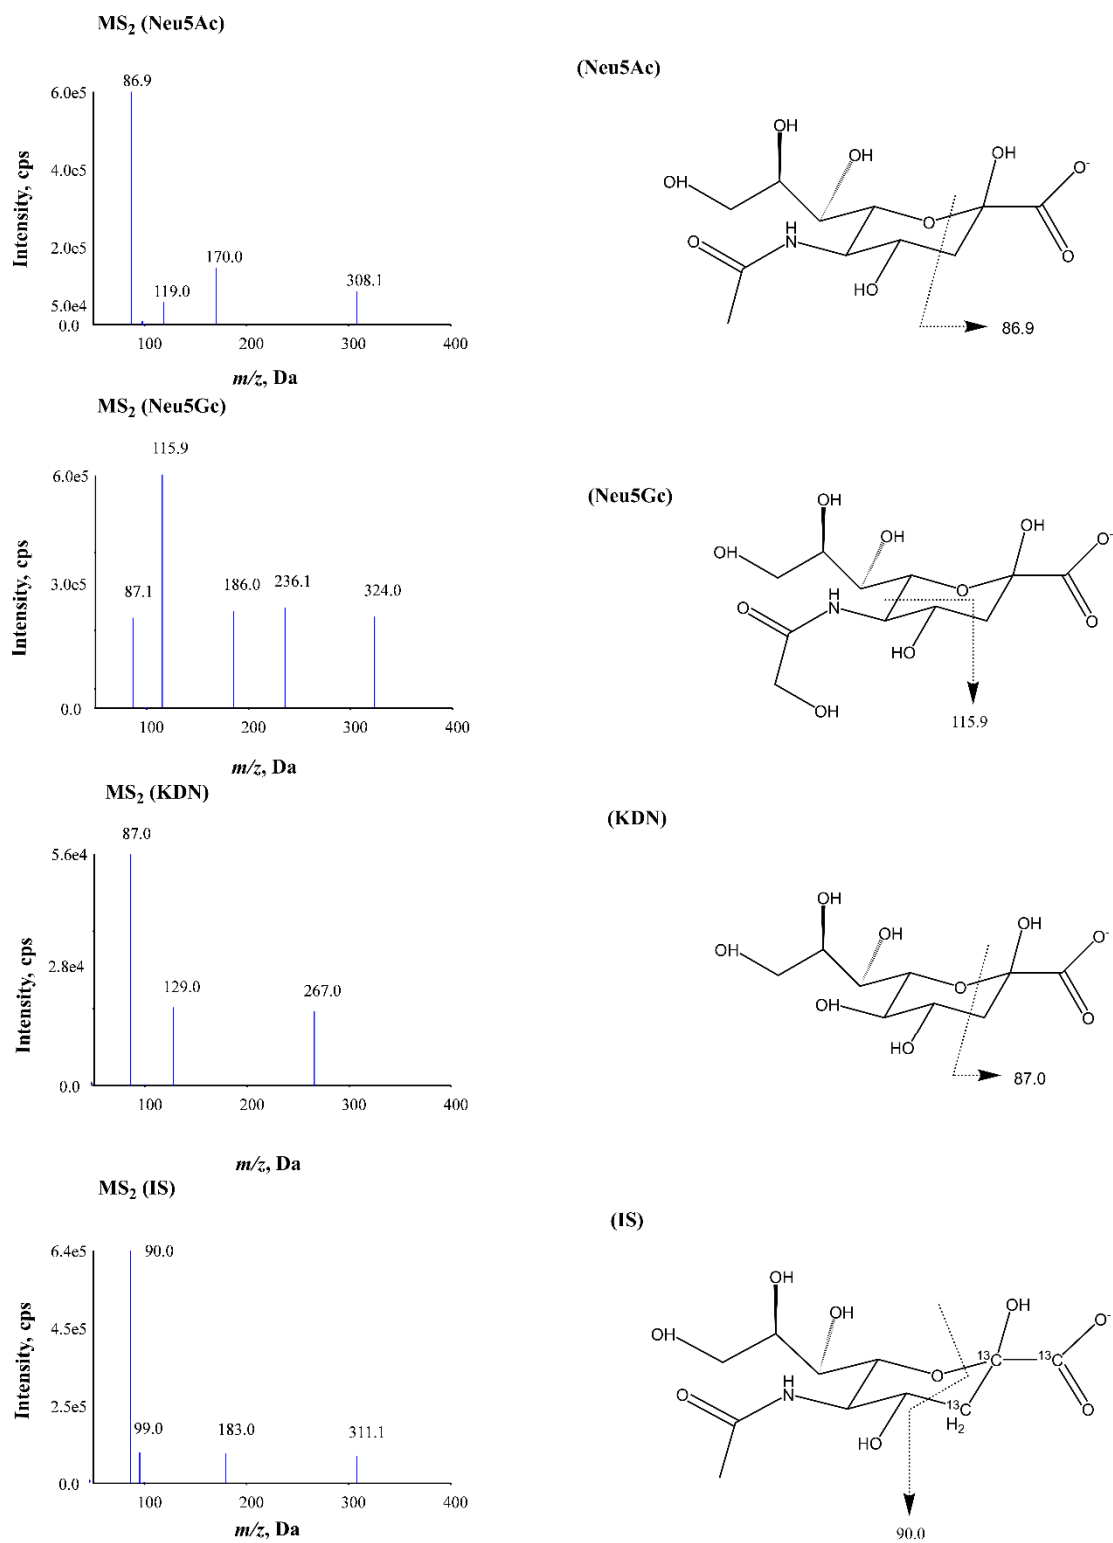 MS2 (Neu5Ac)
Intensity, cps
6.0e5
4.0e5
2.0e5
5.0e4
0.0
86.9
119.0
170.0
308.1
100
200
300
400
m/z, Da
(Neu5Ac)
OH
OH
OH
OH
O-
O
O
O
H
N
HO
86.9
MS2 (Neu5Gc)
Intensity, cps
6.0e5
3.0e5
0.0
115.9
87.1
186.0
236.1
324.0
100
200
300
400
m/z, Da
(Neu5Gc)
OH
OH
OH
OH
O-
O
O
O
H
N
HO
OH
115.9
MS2 (KDN)
Intensity, cps
5.6e4
2.8e4
0.0
87.0
129.0
267.0
100
200
300
400
m/z, Da
(KDN)
OH
OH
OH
OH
O-
O
OH
O
HO
87.0
MS2 (IS)
Intensity, cps
6.4e5
4.5e5
2.5e5
0.0
90.0
99.0
183.0
311.1
100
200
300
400
m/z, Da
(IS)
OH
OH
OH
OH
O-
13C
13C
O
O
H
N
O
13C
H2
HO
90.0